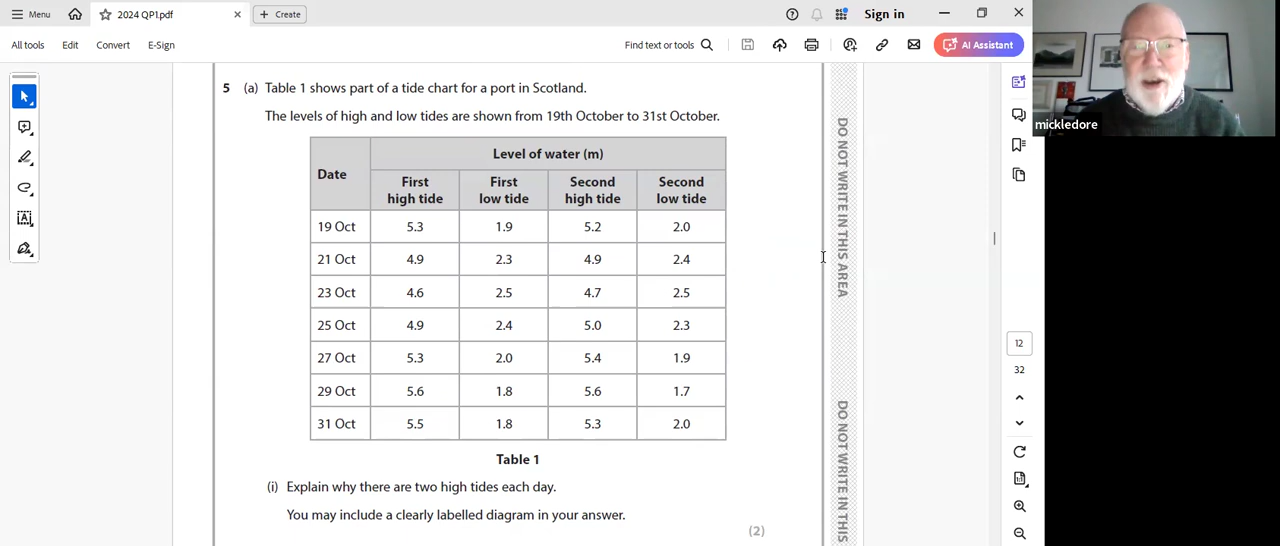 Menu
2024 QP1.pdf
Create
Sign in
All tools
Edit
Convert
E-Sign
Find text or tools
AI Assistant
mickledore
5 (a) Table 1 shows part of a tide chart for a port in Scotland.
The levels of high and low tides are shown from 19th October to 31st October.
Date
Level of water (m)
First high tide
First low tide
Second high tide
Second low tide
19 Oct 5.3 1.9 5.2 2.0
21 Oct 4.9 2.3 4.9 2.4
23 Oct 4.6 2.5 4.7 2.5
25 Oct 4.9 2.4 5.0 2.3
27 Oct 5.3 2.0 5.4 1.9
29 Oct 5.6 1.8 5.6 1.7
31 Oct 5.5 1.8 5.3 2.0
Table 1
(i) Explain why there are two high tides each day.
You may include a clearly labelled diagram in your answer.
(2)
DO NOT WRITE IN THIS AREA
DO NOT WRITE IN THIS
12
32